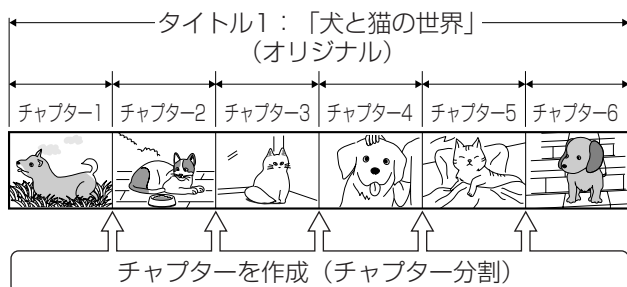 タイトル1：「犬と猫の世界」
（オリジナル）
チャプター1 チャプター2 チャプター3 チャプター4 チャプター5 チャプター6
チャプターを作成（チャプター分割）